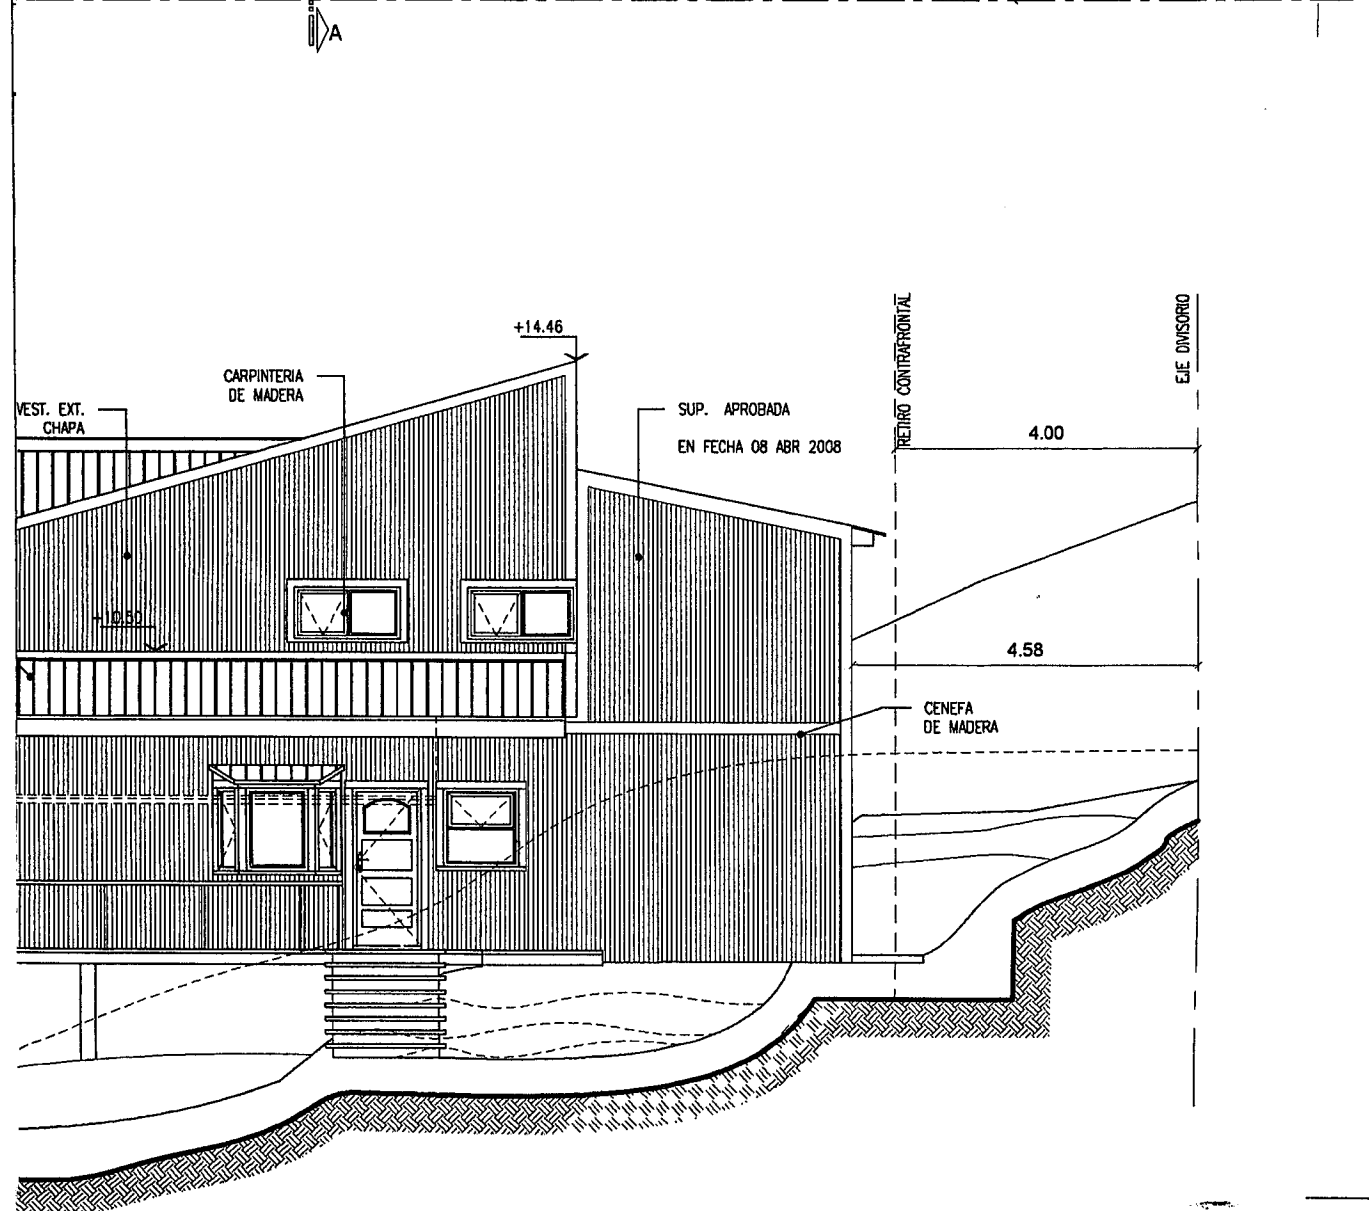 A
+14.46
CARPINTERIA
DE MADERA
VEST. EXT.
CHAPA
SUP. APROBADA
EN FECHA 08 ABR 2008
RETIRO CONTRAFRONTAL
EJE DIVISORIO
4.00
+10.50
4.58
CENEFA
DE MADERA